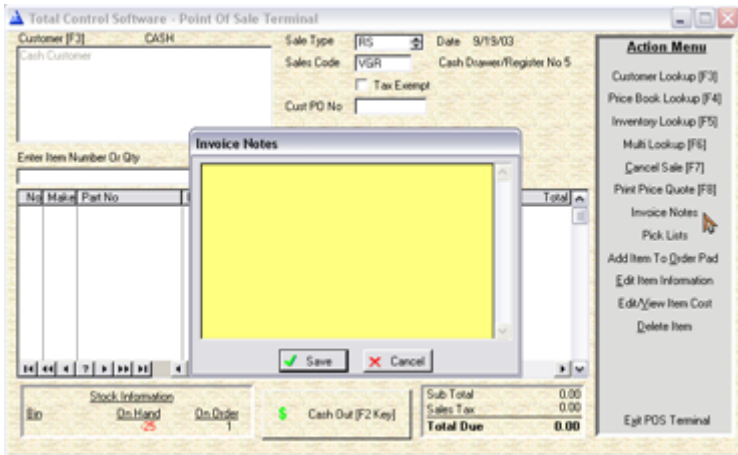 Total Control Software - Point Of Sale Terminal
Customer [F3] CASH
Cash Customer
Sale Type RS Date 9/19/03
Sales Code VGR Cash Drawer/Register No 5
Tax Exempt
Cust PO No
Enter Item Number Or Qty
No Make Part No Total
Invoice Notes
Save Cancel
Stock Information
Bin On Hand On Order
-25 1
$ Cash Out [F2 Key]
Sub Total 0.00
Sales Tax 0.00
Total Due 0.00
Action Menu
Customer Lookup [F3]
Price Book Lookup [F4]
Inventory Lookup [F5]
Multi Lookup [F6]
Cancel Sale [F7]
Print Price Quote [F8]
Invoice Notes
Pick Lists
Add Item To Order Pad
Edit Item Information
Edit/View Item Cost
Delete Item
Exit POS Terminal